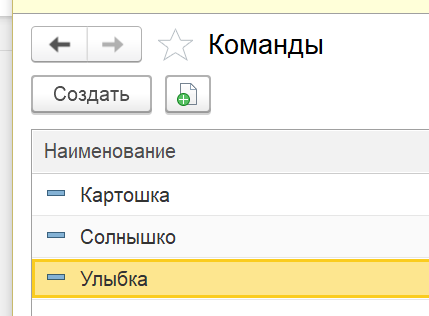 Команды
Создать
Наименование
Картошка
Солнышко
Улыбка